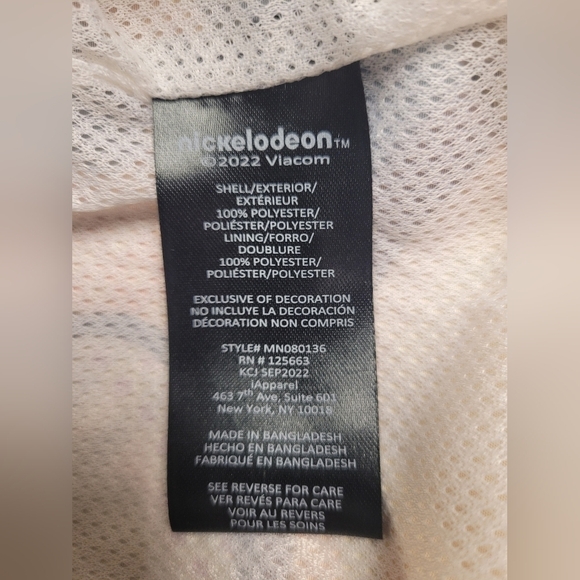 nickelodeon™
©2022 Viacom
SHELL/EXTERIOR/
EXTÉRIEUR
100% POLYESTER/
POLIÉSTER/POLYESTER
LINING/FORRO/
DOUBLURE
100% POLYESTER/
POLIÉSTER/POLYESTER
EXCLUSIVE OF DECORATION
NO INCLUYE LA DECORACIÓN
DÉCORATION NON COMPRIS
STYLE# MN080136
RN # 125663
KCJ SEP2022
iApparel
463 7th Ave, Suite 601
New York, NY 10018
MADE IN BANGLADESH
HECHO EN BANGLADESH
FABRIQUÉ EN BANGLADESH
SEE REVERSE FOR CARE
VER REVÉS PARA CARE
VOIR AU REVERS
POUR LES SOINS